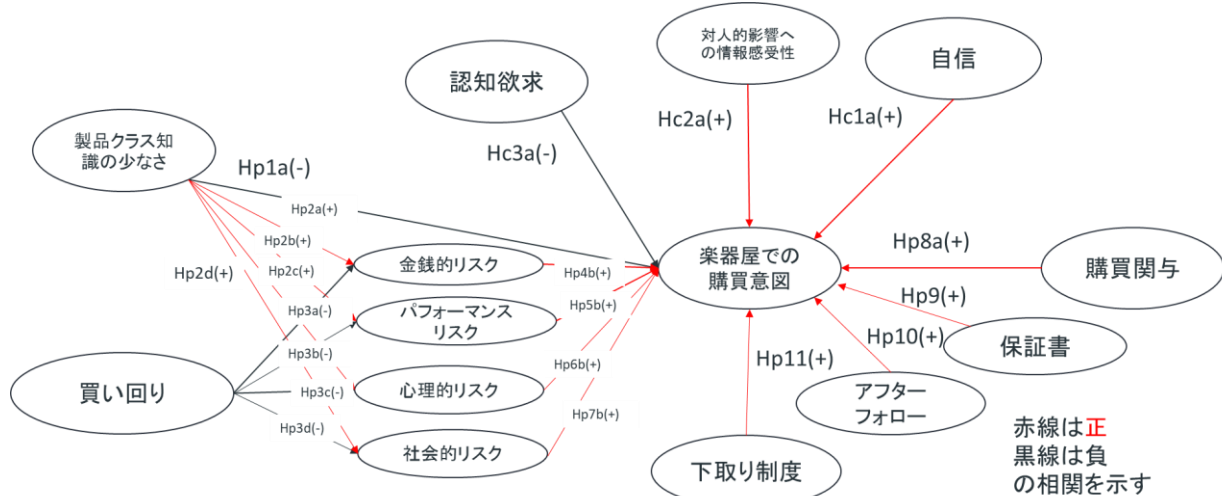 対人的影響へ
の情報感受性
自信
認知欲求
Hc2a(+)
Hc1a(+)
製品クラス知
識の少なさ
Hc3a(-)
Hp1a(-)
Hp2a(+)
Hp2b(+)
Hp2c(+)
Hp2d(+)
金銭的リスク
Hp4b(+)
楽器屋での
購買意図
Hp8a(+)
購買関与
Hp9(+)
Hp3a(-)
パフォーマンス
リスク
Hp5b(+)
Hp10(+)
保証書
Hp3b(-)
Hp6b(+)
Hp11(+)
買い回り
Hp3c(-)
心理的リスク
アフター
フォロー
Hp7b(+)
Hp3d(-)
社会的リスク
下取り制度
赤線は正
黒線は負
の相関を示す